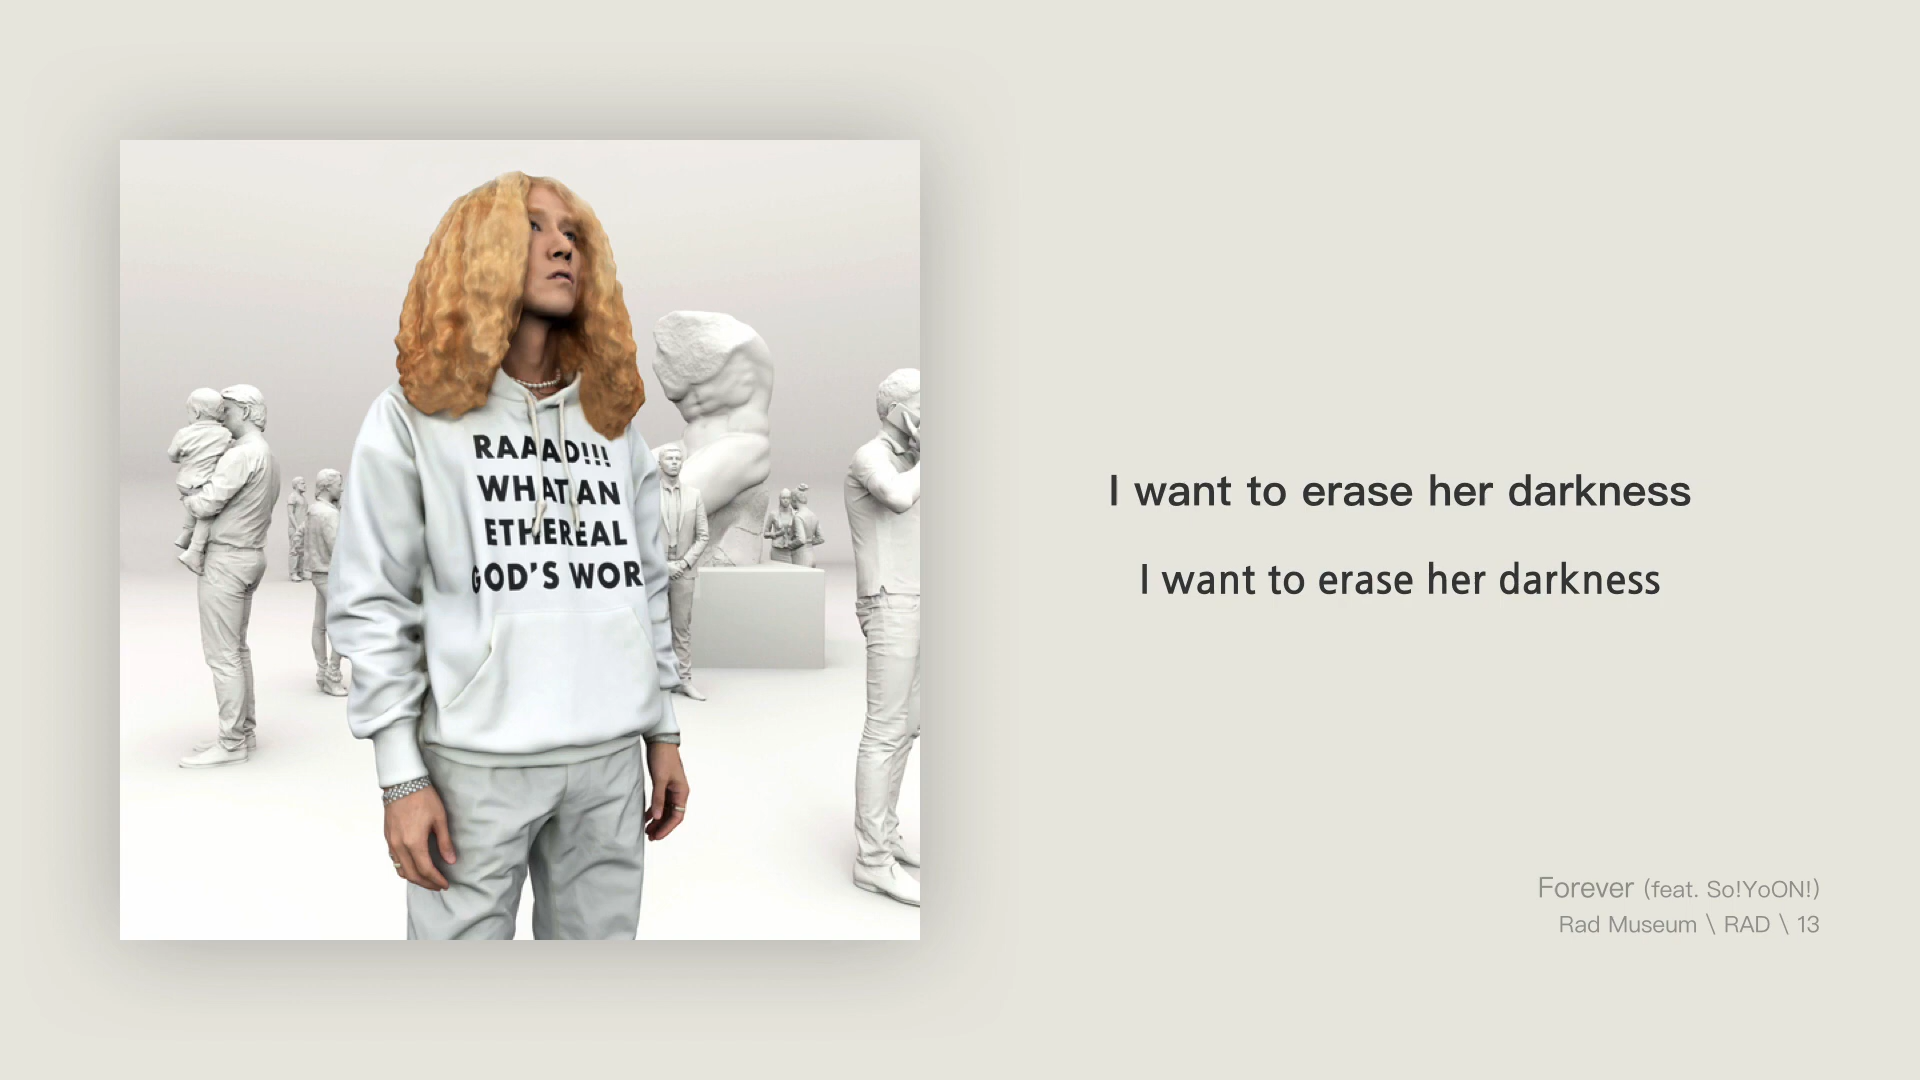 RAAAD!!!
WHAT AN
ETHEREAL
GOD'S WOR
I want to erase her darkness
I want to erase her darkness
Forever (feat. So!YoON!)
Rad Museum \ RAD \ 13